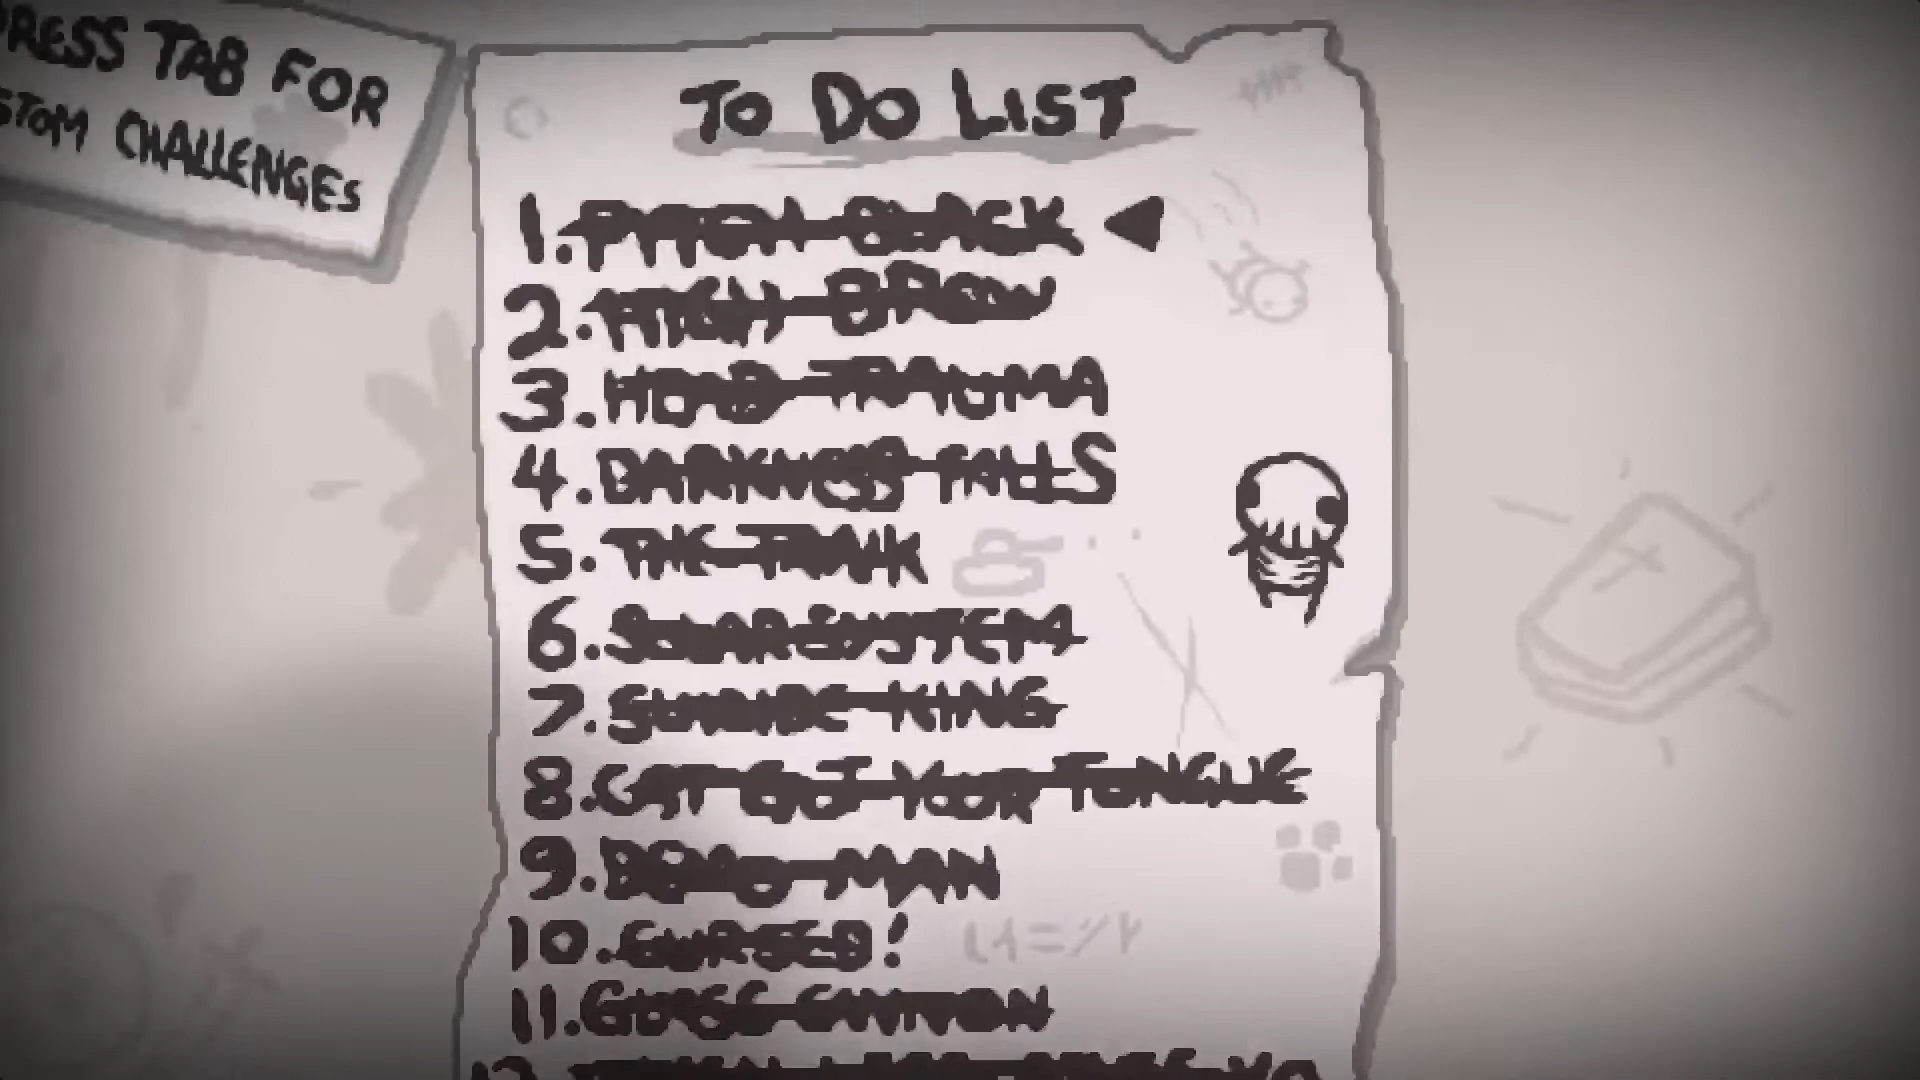 RESS TAB FOR
STOM CHALLENGES
TO DO LIST
1. PITCH BLACK
2. HIGH BROW
3. HEAD TRAUMA
4. DARKNESS FALLS
5. THE TANK
6. SOLAR SYSTEM
7. SUICIDE KING
8. CAT GOT YOUR TONGUE
9. DEMO MAN
10. CURSED!
11. GLASS CANNON